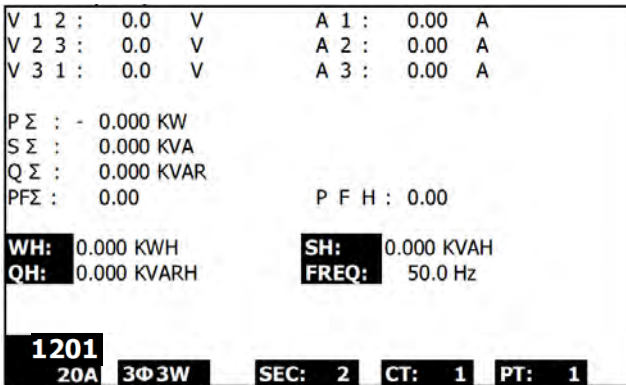 V 1 2 : 0.0 V A 1 : 0.00 A
V 2 3 : 0.0 V A 2 : 0.00 A
V 3 1 : 0.0 V A 3 : 0.00 A
P Σ : - 0.000 KW
S Σ : 0.000 KVA
Q Σ : 0.000 KVAR
PFΣ : 0.00 P F H : 0.00
WH: 0.000 KWH SH: 0.000 KVAH
QH: 0.000 KVARH FREQ: 50.0 Hz
1201
20A 3Φ3W SEC: 2 CT: 1 PT: 1